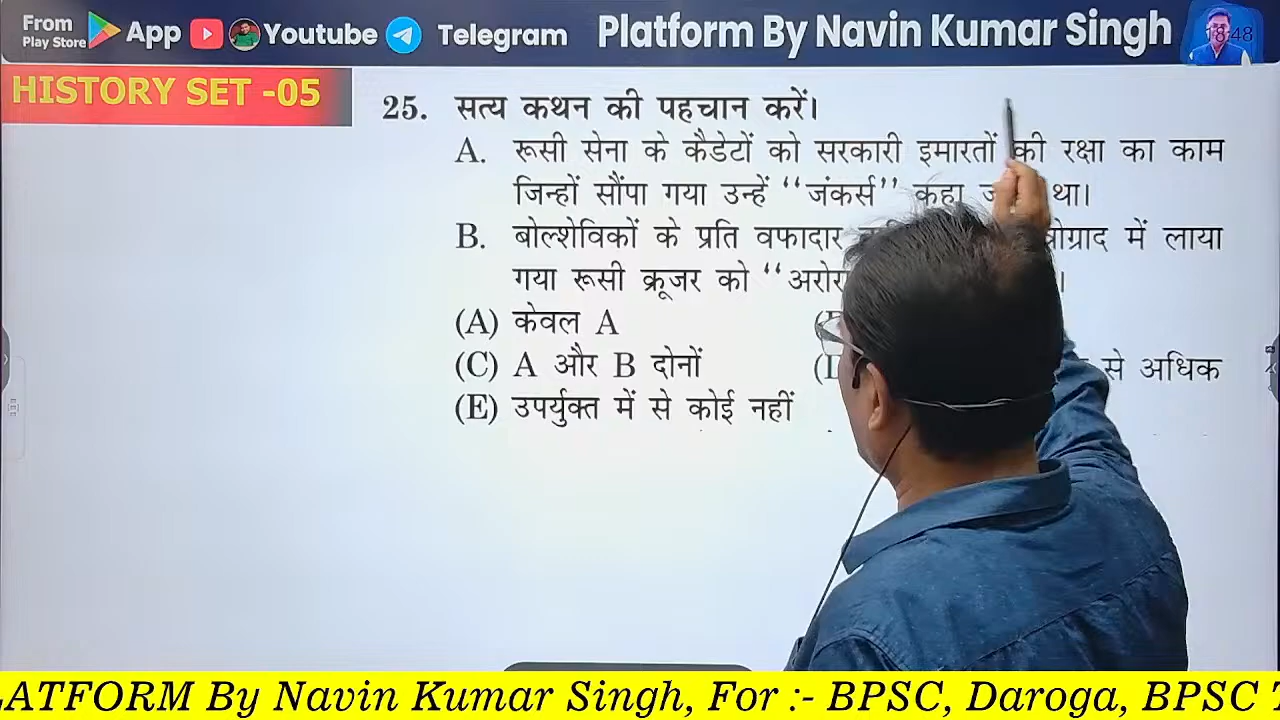 From
Play Store
App
Youtube
Telegram
Platform By Navin Kumar Singh
18:48
HISTORY SET -05
25. सत्य कथन की पहचान करें।
A. रूसी सेना के कैडेटों को सरकारी इमारतों की रक्षा का काम
जिन्हों सौंपा गया उन्हें ‘‘जंकर्स’’ कहा था।
B. बोल्शेविकों के प्रति वफादार में लाया
गया रूसी क्रूजर को
(A) केवल A
(C) A और B दोनों
से अधिक
(E) उपर्युक्त में से कोई नहीं
LATFORM By Navin Kumar Singh, For :- BPSC, Daroga, BPSC T